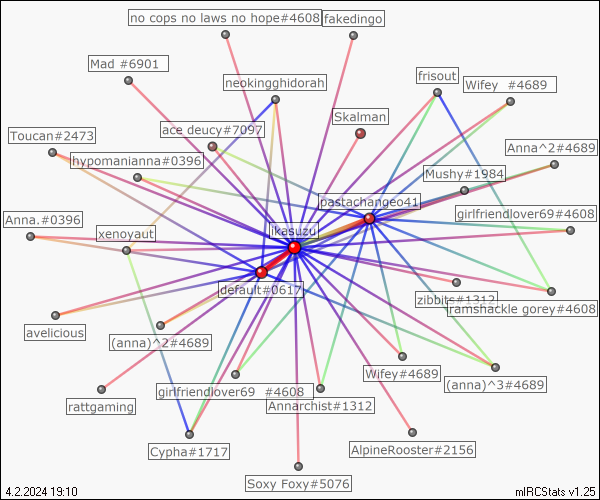 no cops no laws no hope#4608
fakedingo
Mad #6901
neokingghidorah
frisout
Wifey #4689
Skalman
Toucan#2473
ace deucy#7097
Anna^2#4689
hypomanianna#0396
Mushy#1984
pastachangeo41
Anna.#0396
girlfriendlover69#4608
xenoyaut
ikasuzu
default#0617
zibbits#1312
ramshackle gorey#4608
avelicious
(anna)^2#4689
Wifey#4689
(anna)^3#4689
girlfriendlover69 #4608
rattgaming
Annarchist#1312
Cypha#1717
AlpineRooster#2156
Soxy Foxy#5076
4.2.2024 19:10
mIRCStats v1.25